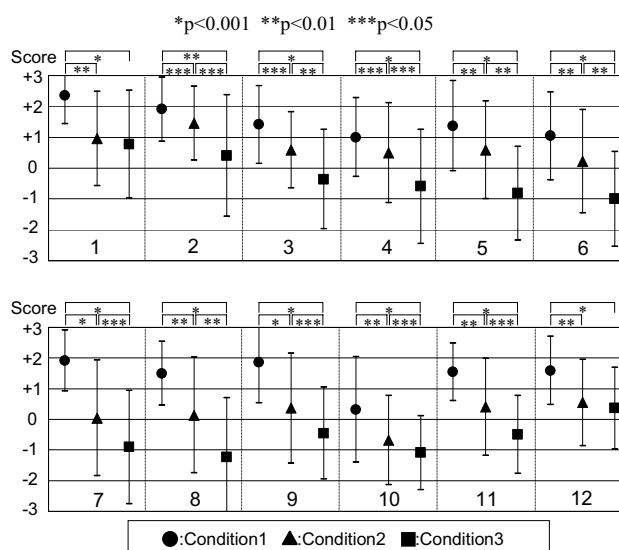 *p<0.001 **p<0.01 ***p<0.05
Score
* ** * * * *
** *** *** *** ** *** *** ** ** ** **
+3
+2
+1
0
-1
-2
-3
1 2 3 4 5 6
Score
* * * * * *
* *** ** ** * *** ** *** ** *** **
+3
+2
+1
0
-1
-2
-3
7 8 9 10 11 12
:Condition1 :Condition2 :Condition3